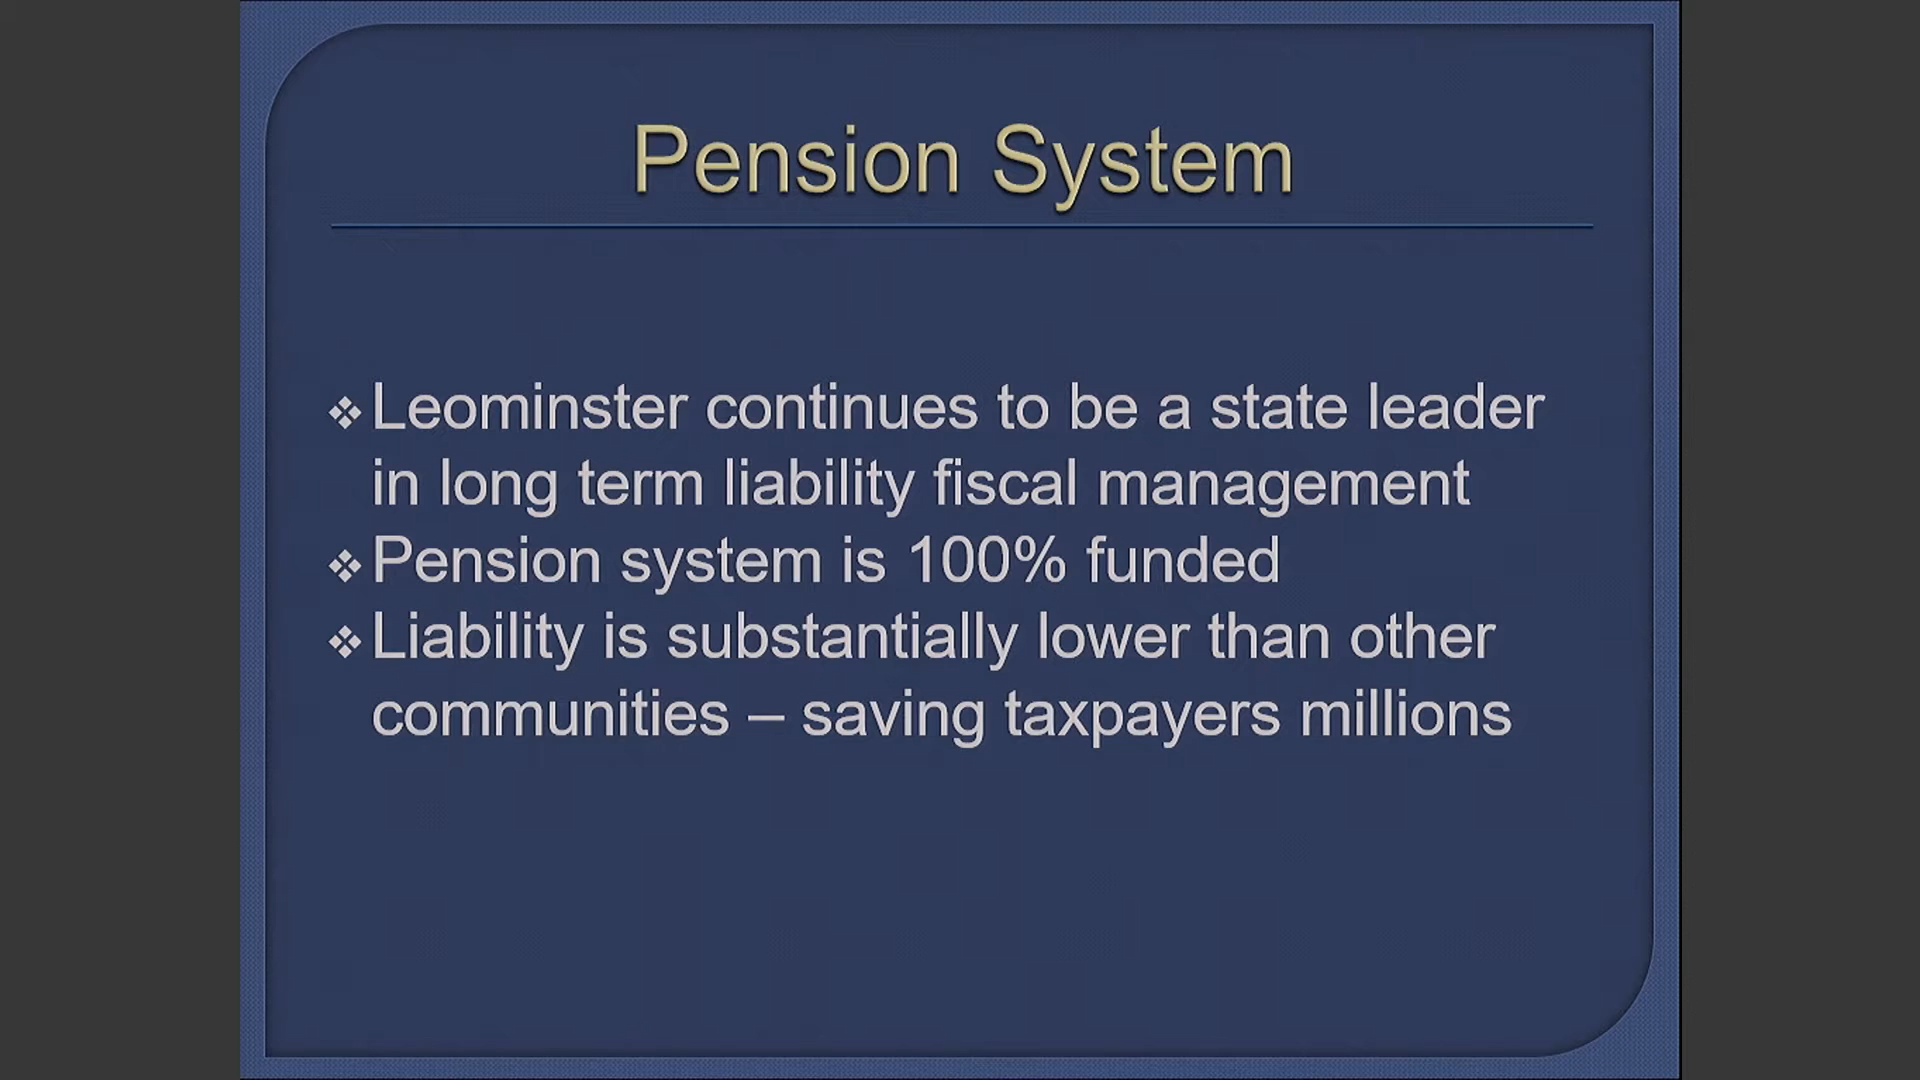 Pension System
❖Leominster continues to be a state leader
in long term liability fiscal management
❖Pension system is 100% funded
❖Liability is substantially lower than other
communities – saving taxpayers millions